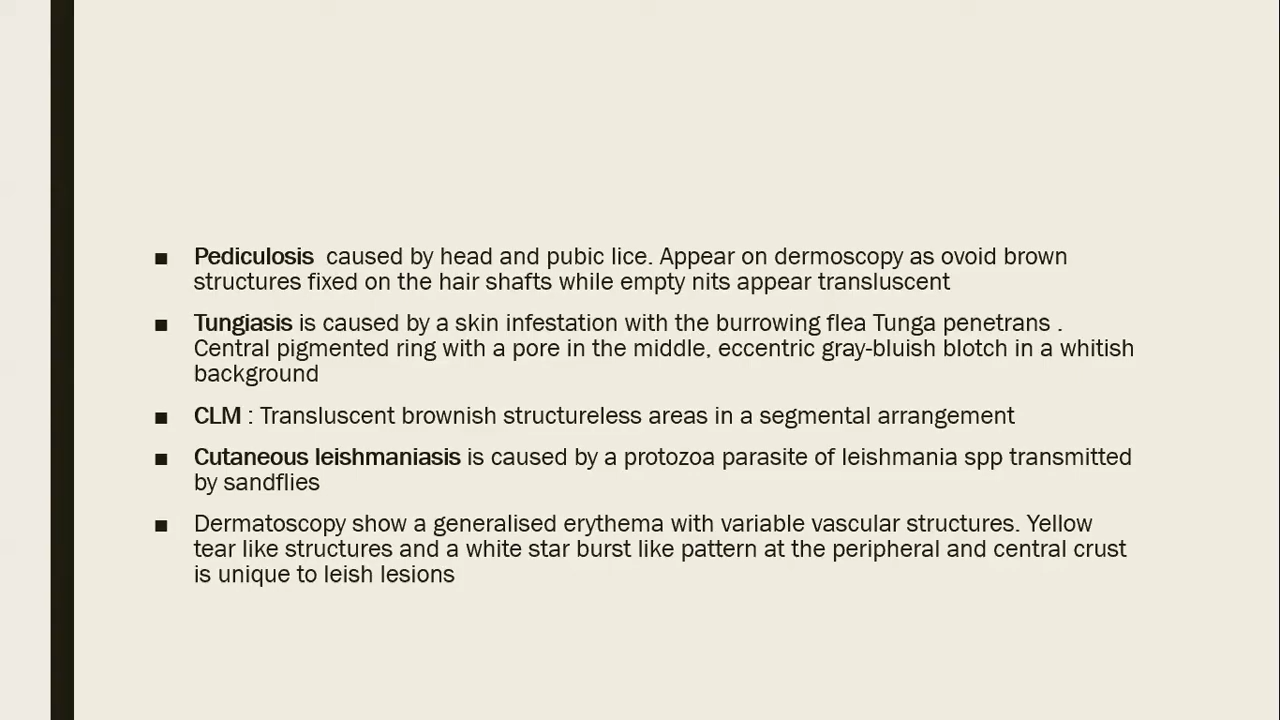 ■ Pediculosis caused by head and pubic lice. Appear on dermoscopy as ovoid brown
structures fixed on the hair shafts while empty nits appear transluscent
■ Tungiasis is caused by a skin infestation with the burrowing flea Tunga penetrans .
Central pigmented ring with a pore in the middle, eccentric gray-bluish blotch in a whitish
background
■ CLM : Transluscent brownish structureless areas in a segmental arrangement
■ Cutaneous leishmaniasis is caused by a protozoa parasite of leishmania spp transmitted
by sandflies
■ Dermatoscopy show a generalised erythema with variable vascular structures. Yellow
tear like structures and a white star burst like pattern at the peripheral and central crust
is unique to leish lesions